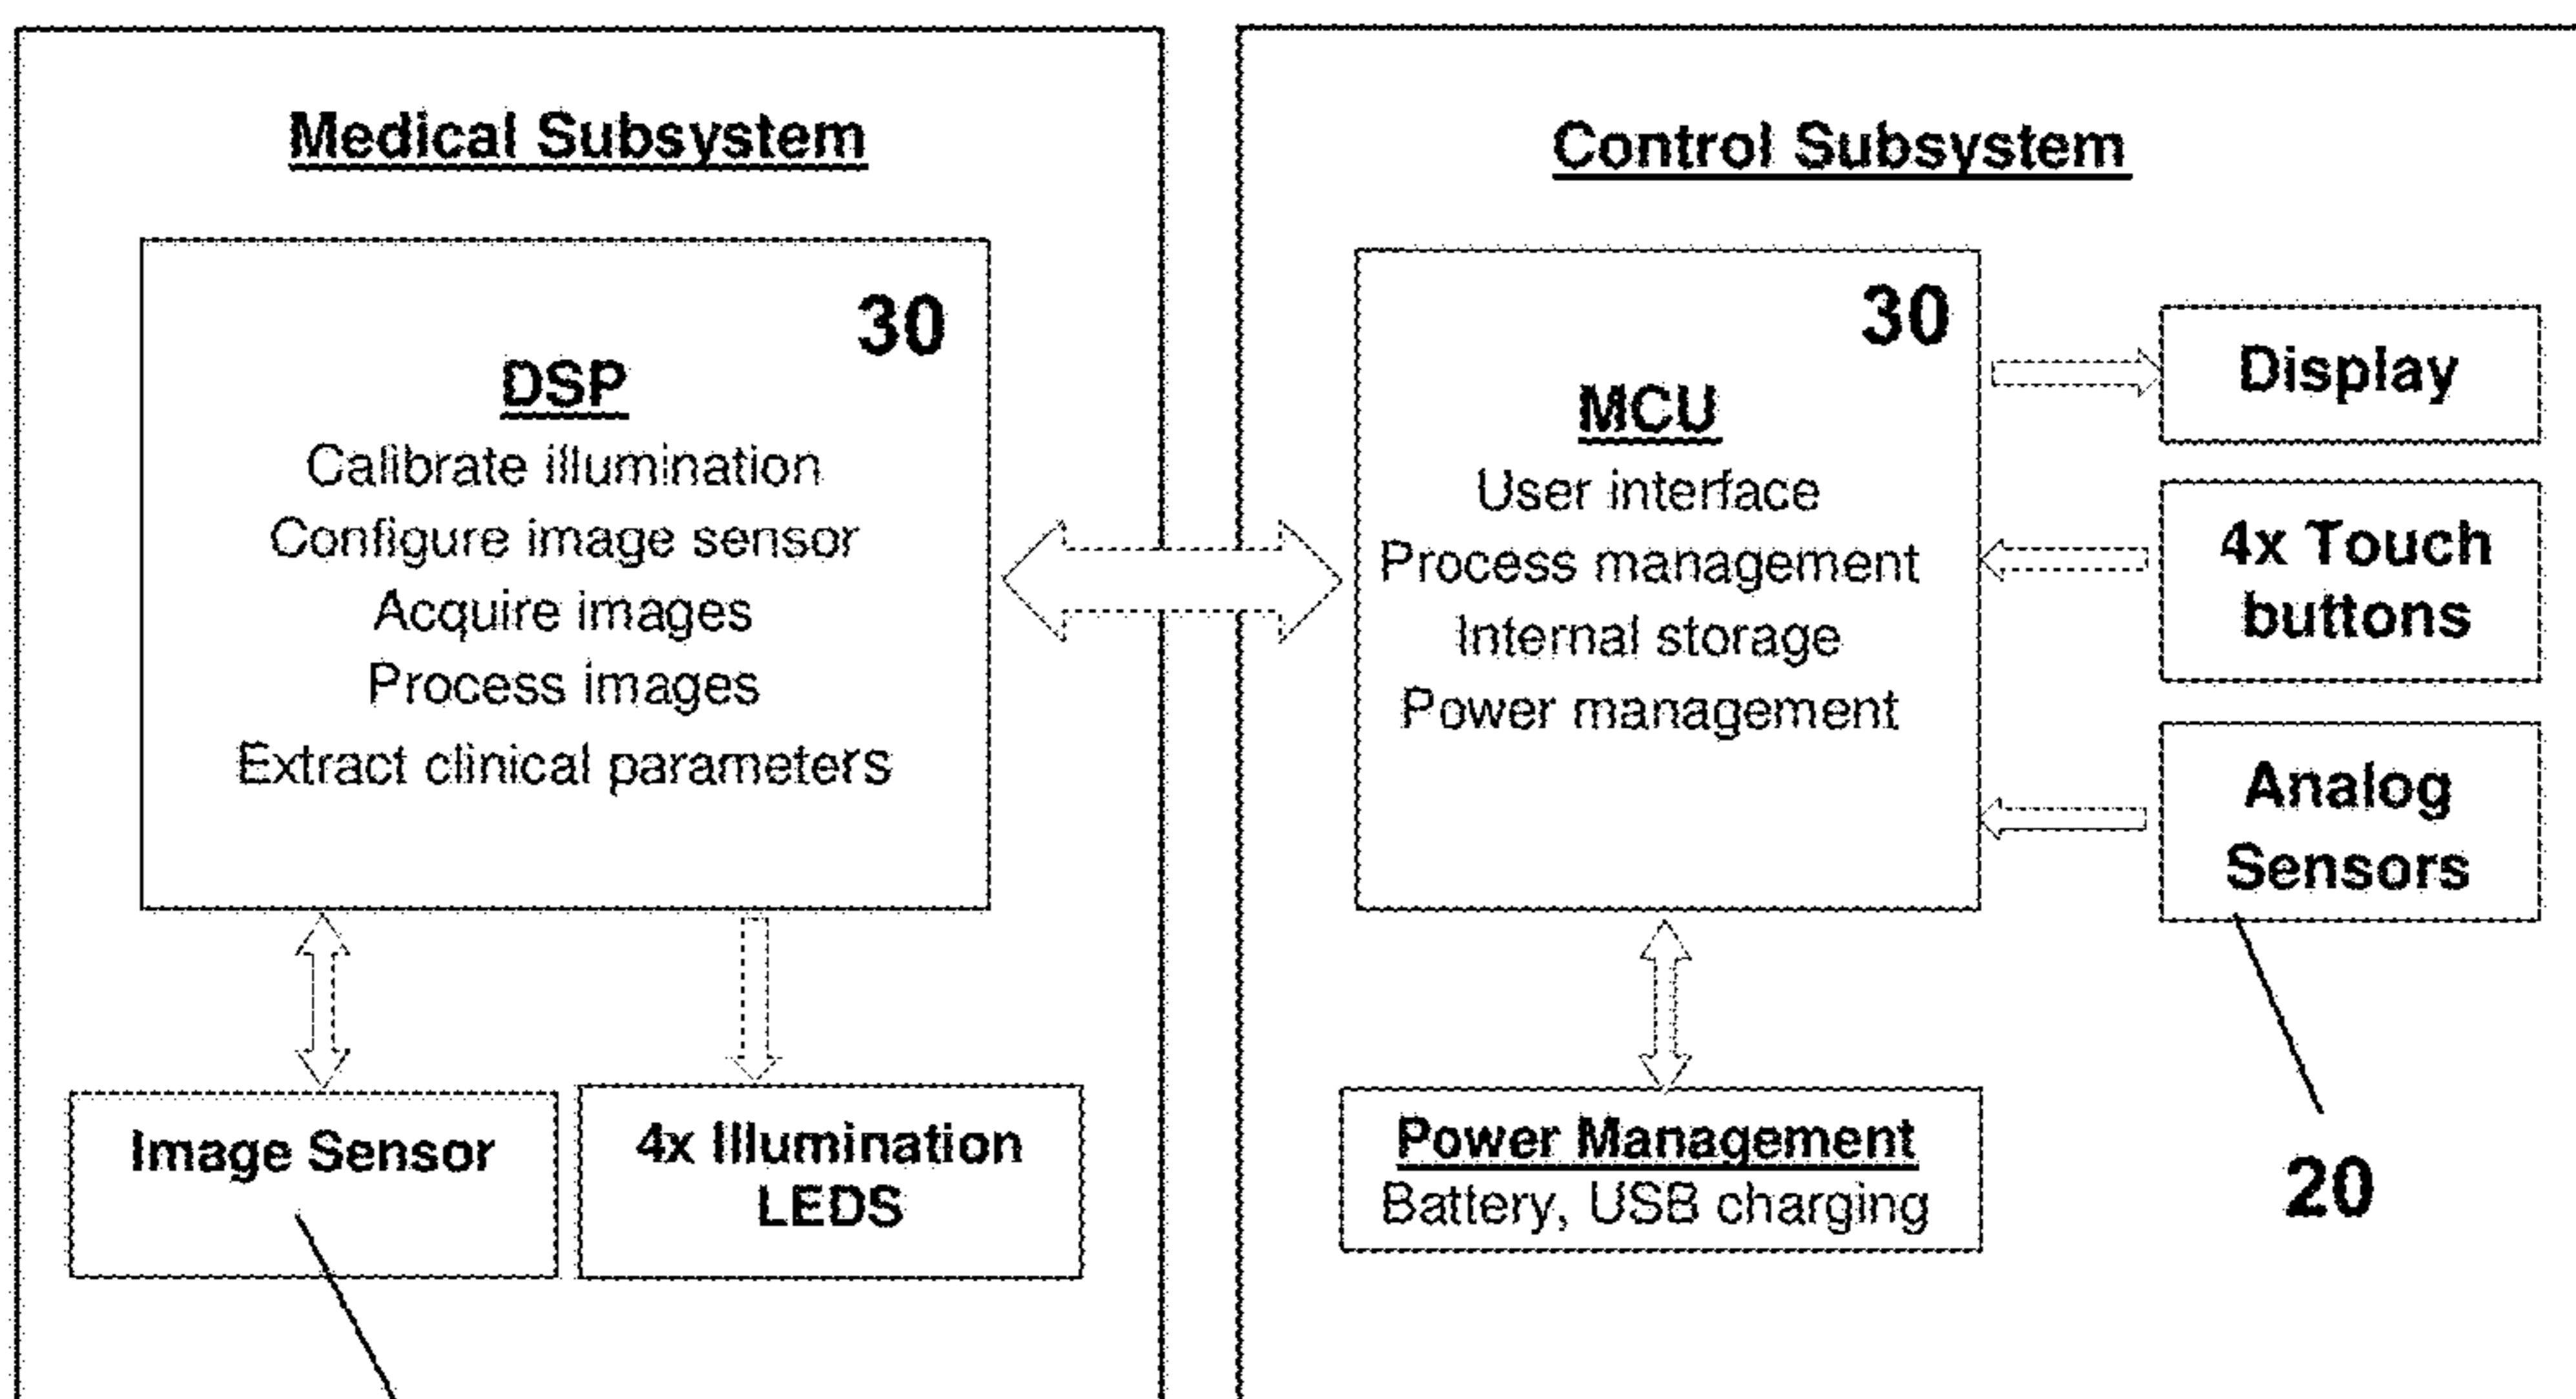 Medical Subsystem
30
DSP
Calibrate illumination
Configure image sensor
Acquire images
Process images
Extract clinical parameters
Image Sensor
4x Illumination
LEDS
Control Subsystem
30
MCU
User interface
Process management
Internal storage
Power management
Display
4x Touch
buttons
Analog
Sensors
Power Management
Battery, USB charging
20